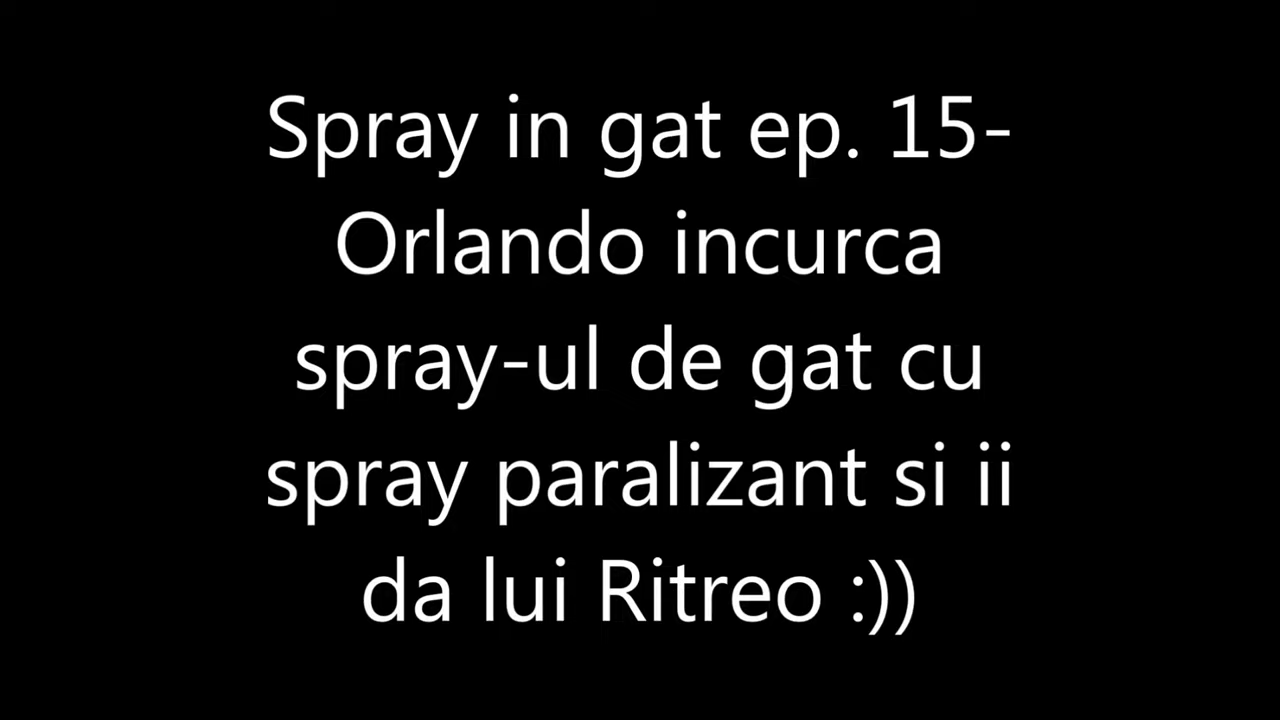 Spray in gat ep. 15-
Orlando incurca
spray-ul de gat cu
spray paralizant si ii
da lui Ritreo :))